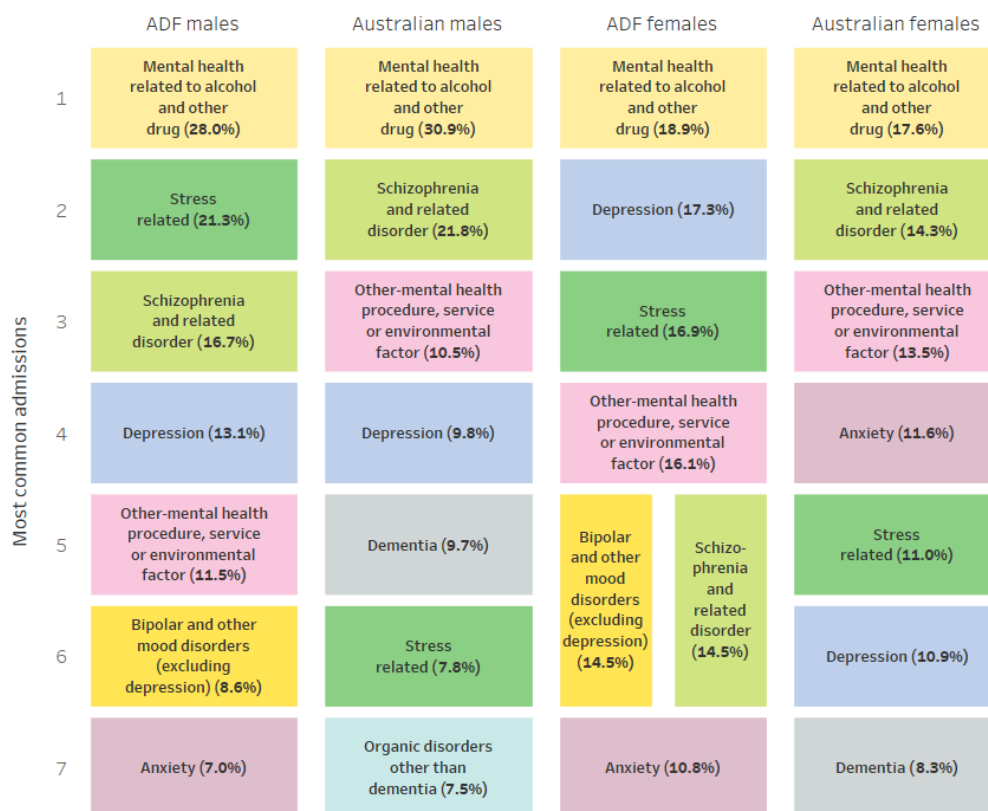 ADF males
Australian males
ADF females
Australian females
Most common admissions
1
Mental health
related to alcohol
and other
drug (28.0%)
Mental health
related to alcohol
and other
drug (30.9%)
Mental health
related to alcohol
and other
drug (18.9%)
Mental health
related to alcohol
and other
drug (17.6%)
2
Stress
related (21.3%)
Schizophrenia
and related
disorder (21.8%)
Depression (17.3%)
Schizophrenia
and related
disorder (14.3%)
3
Schizophrenia
and related
disorder (16.7%)
Other-mental health
procedure, service
or environmental
factor (10.5%)
Stress
related (16.9%)
Other-mental health
procedure, service
or environmental
factor (13.5%)
4
Depression (13.1%)
Depression (9.8%)
Other-mental health
procedure, service
or environmental
factor (16.1%)
Anxiety (11.6%)
5
Other-mental health
procedure, service
or environmental
factor (11.5%)
Dementia (9.7%)
Bipolar
and other
mood
disorders
(excluding
depression)
(14.5%)
Schizo-
phrenia
and
related
disorder
(14.5%)
Stress
related (11.0%)
6
Bipolar and other
mood disorders
(excluding
depression) (8.6%)
Stress
related (7.8%)
Depression (10.9%)
7
Anxiety (7.0%)
Organic disorders
other than
dementia (7.5%)
Anxiety (10.8%)
Dementia (8.3%)